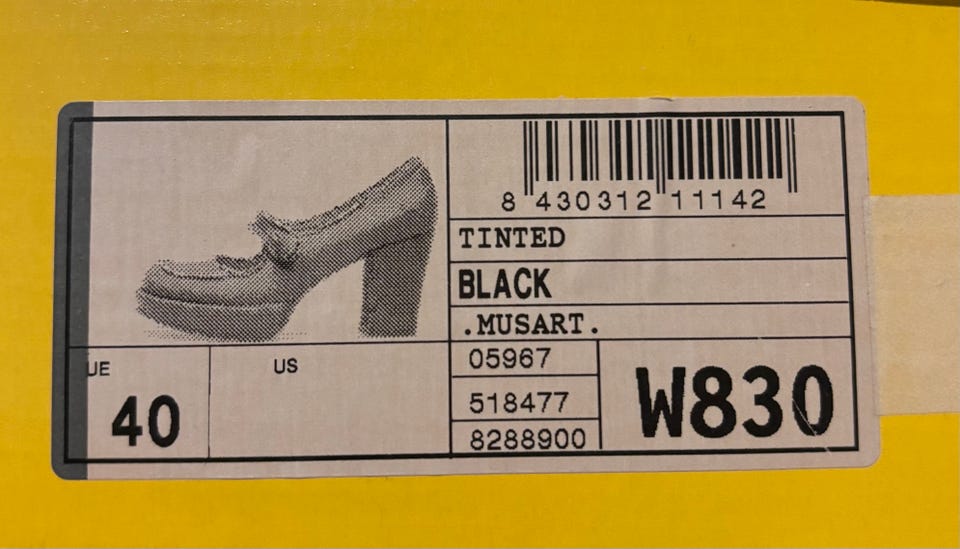 8 430312 11142
TINTED
BLACK
.MUSART.
UE
40
US
05967
518477
8288900
W830